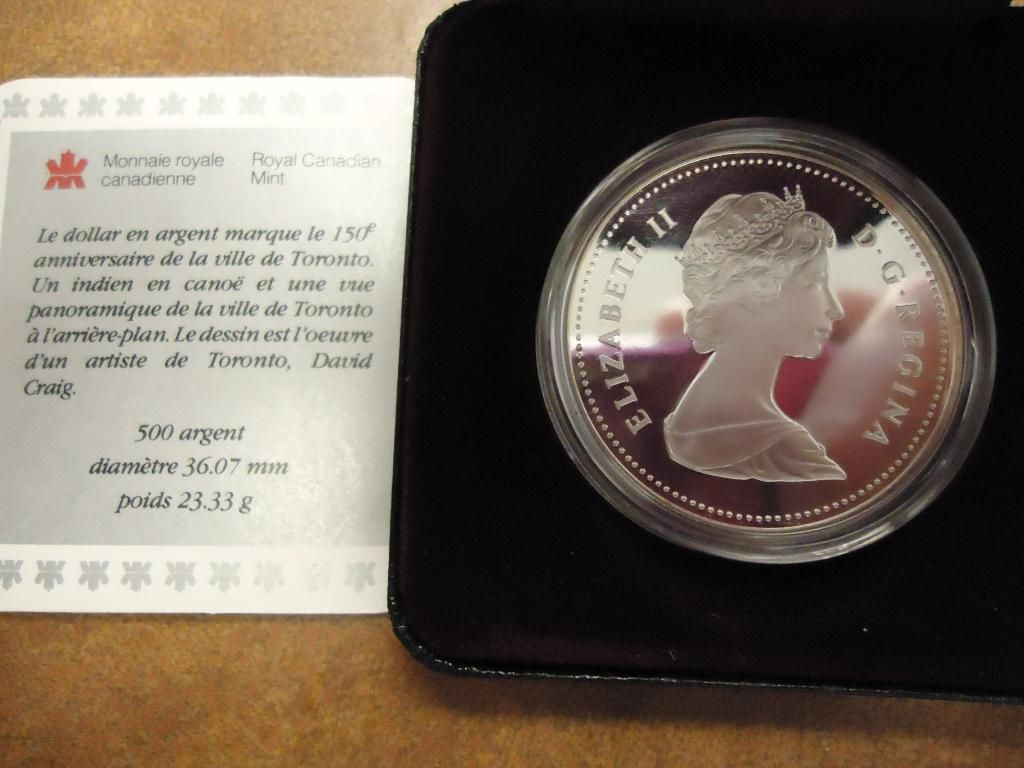 Monnaie royale canadienne
Royal Canadian Mint
Le dollar en argent marque le 150e
anniversaire de la ville de Toronto.
Un indien en canoë et une vue
panoramique de la ville de Toronto
à l'arrière-plan. Le dessin est l'oeuvre
d'un artiste de Toronto, David
Craig.
500 argent
diamètre 36.07 mm
poids 23.33 g
ELIZABETH II
D·G·REGINA